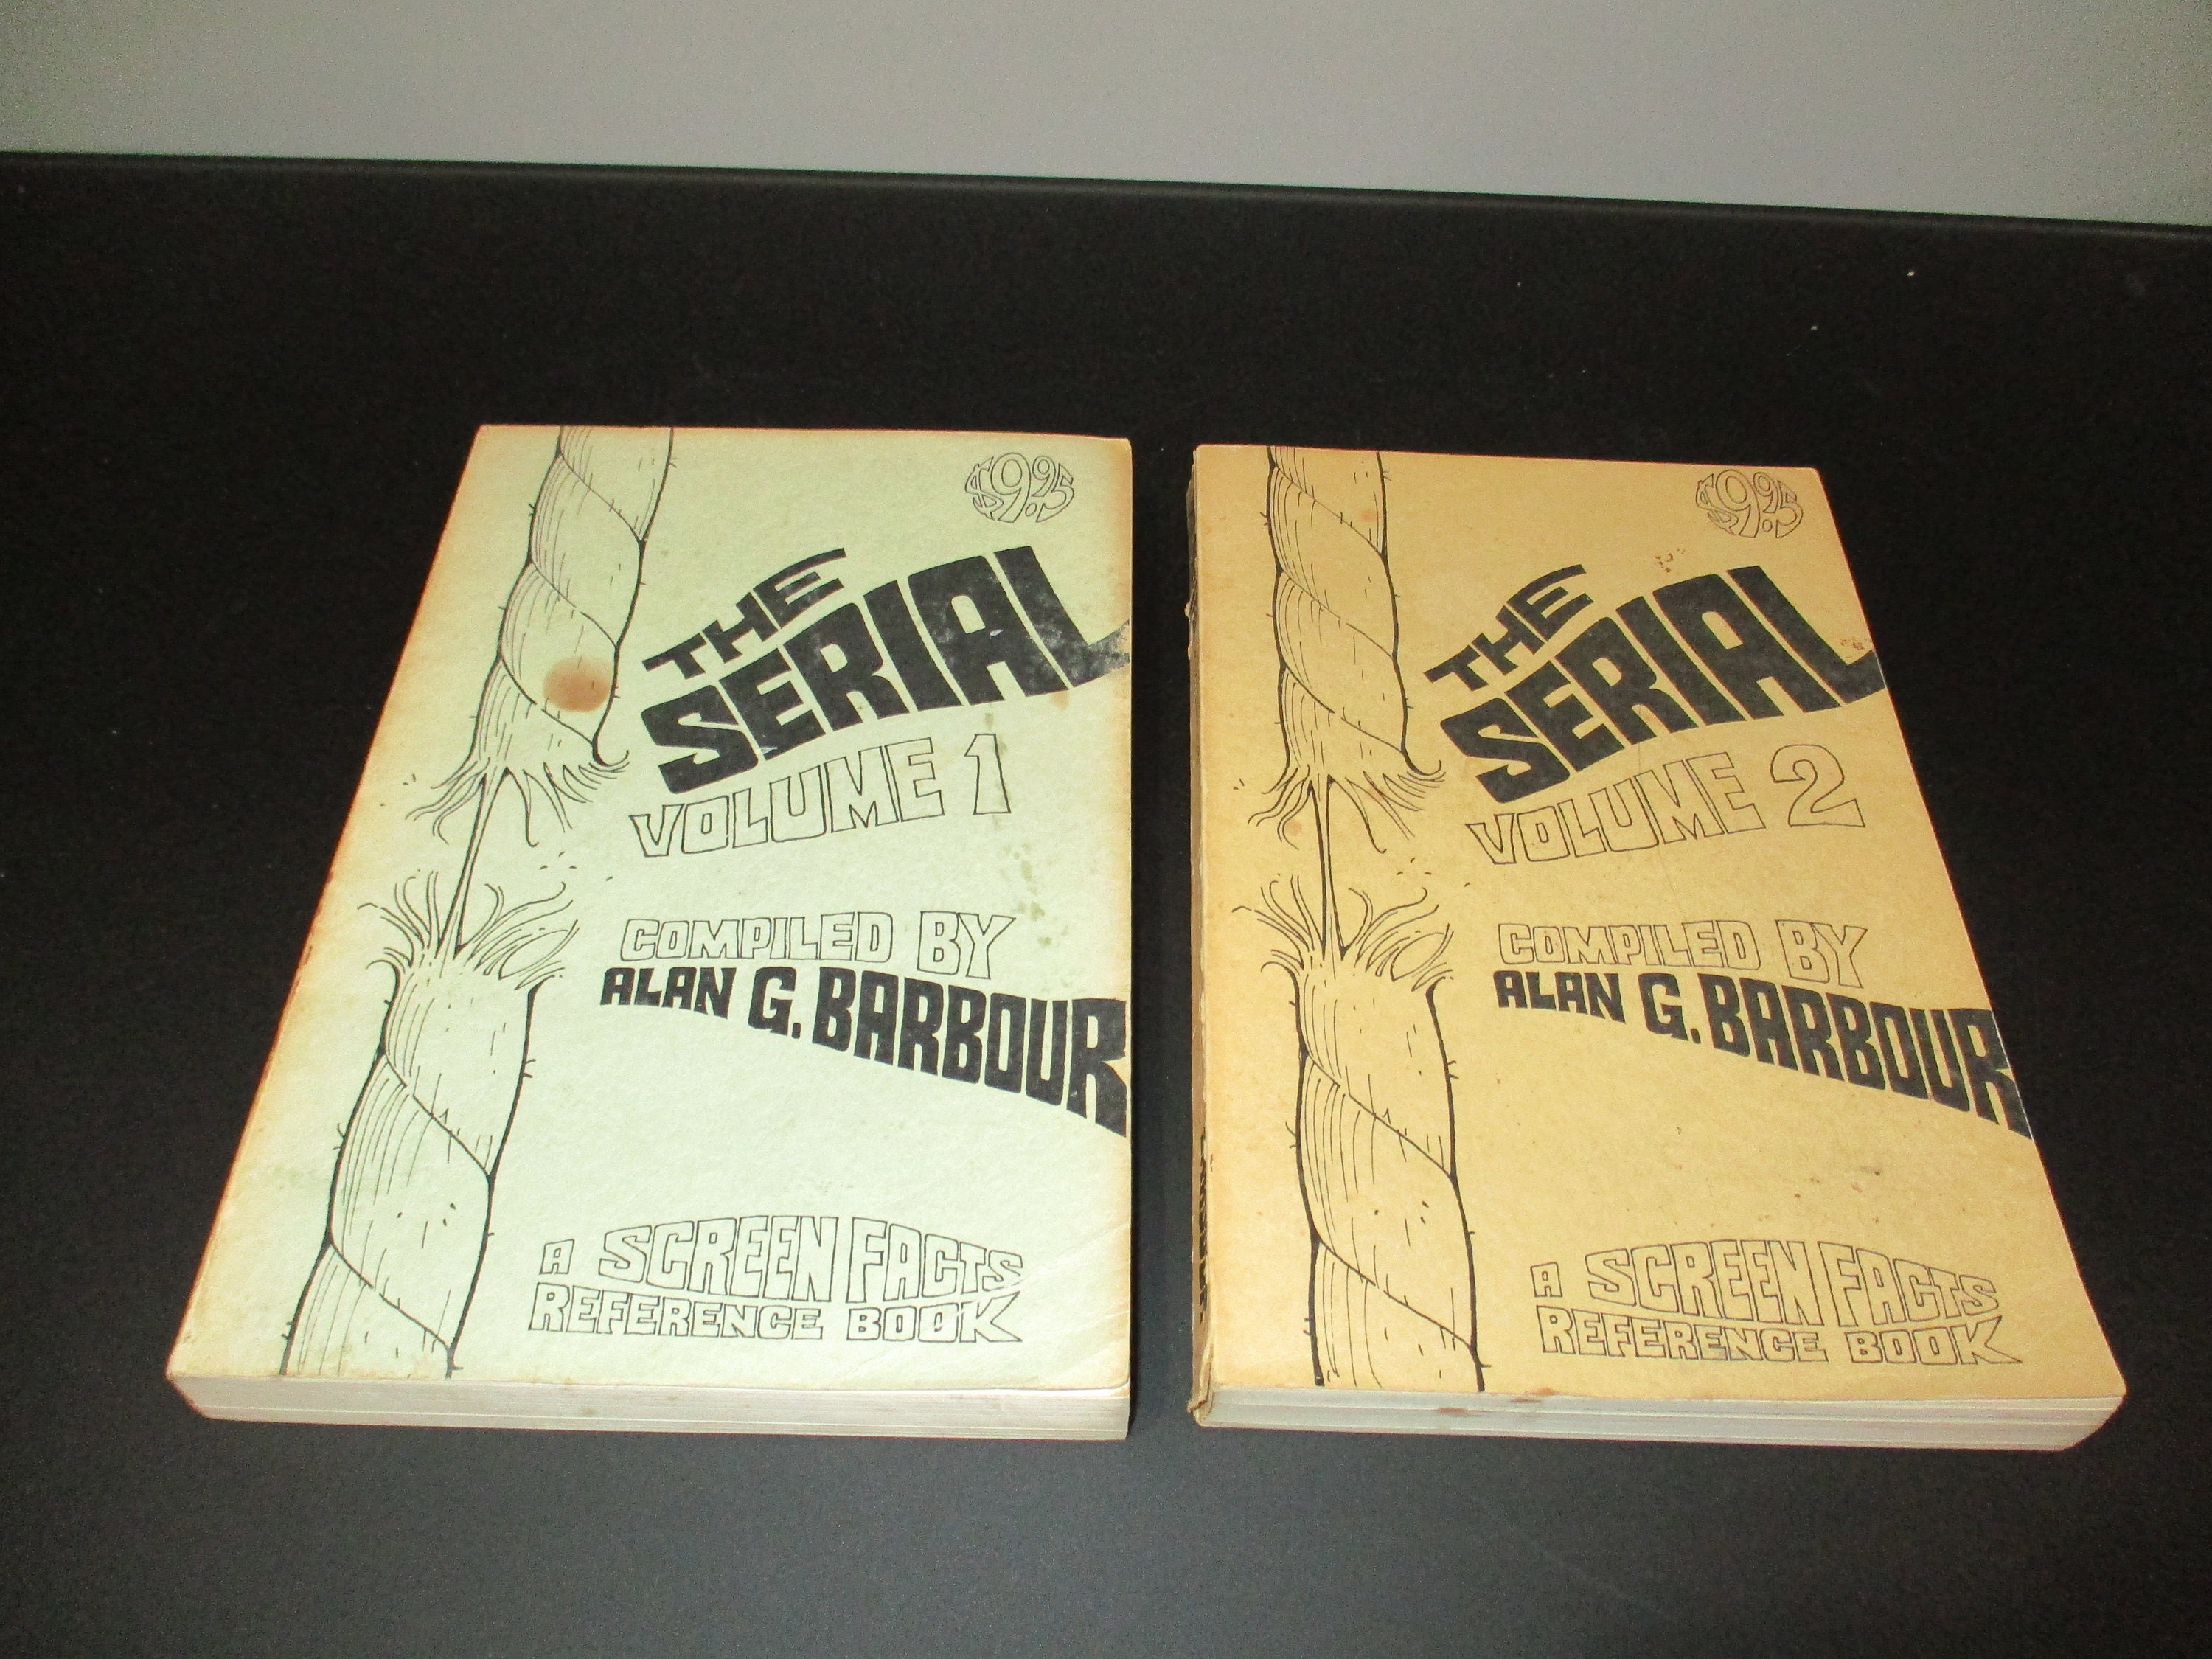 $9.95
THE
SERIAL
VOLUME 1
COMPILED BY
ALAN G. BARBOUR
A SCREEN FACTS
REFERENCE BOOK
$9.95
THE
SERIAL
VOLUME 2
COMPILED BY
ALAN G. BARBOUR
A SCREEN FACTS
REFERENCE BOOK